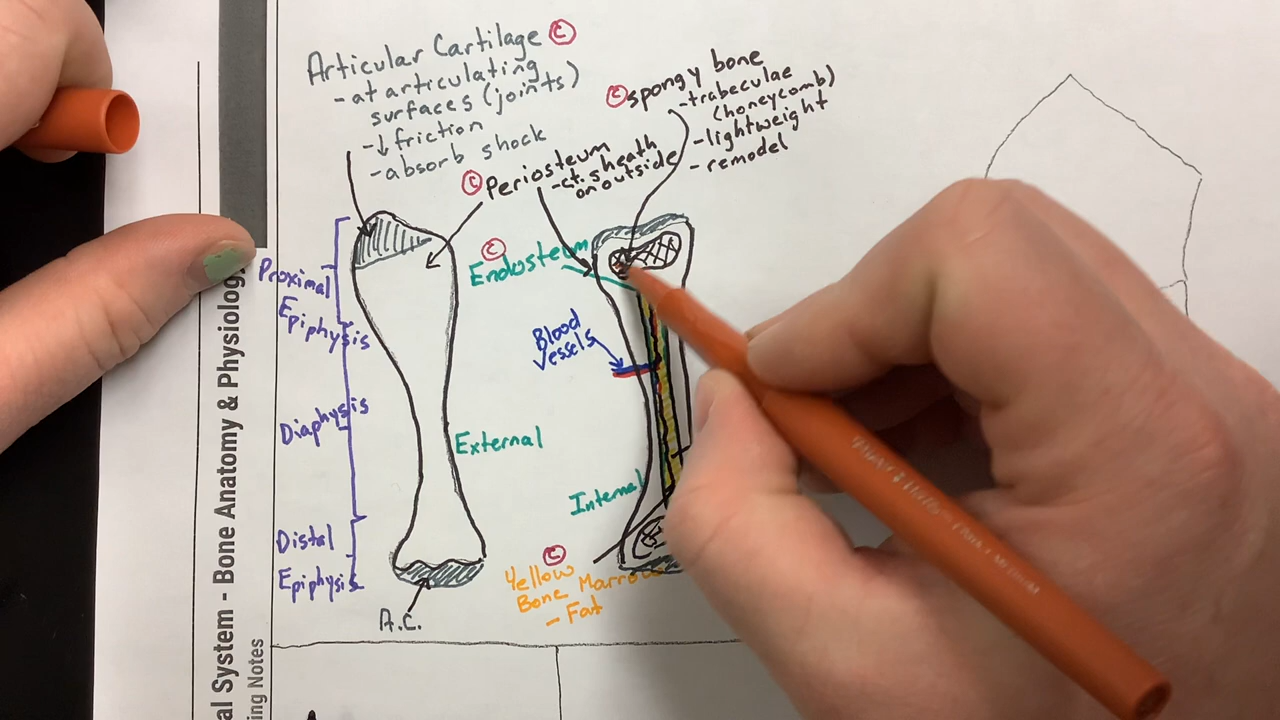 Articular Cartilage C
- at articulating
surfaces (joints)
- ↓ friction
- absorb shock
C spongy bone
- trabeculae
(honeycomb)
- lightweight
- remodel
C Periosteum
- ct. sheath
on outside
C
Endosteum
Proximal
Epiphysis
Blood
Vessels
Diaphysis
External
Internal
Distal
Epiphysis
C
Yellow
Bone Marrow
- Fat
A.C.
al System - Bone Anatomy & Physiolog
ing Notes